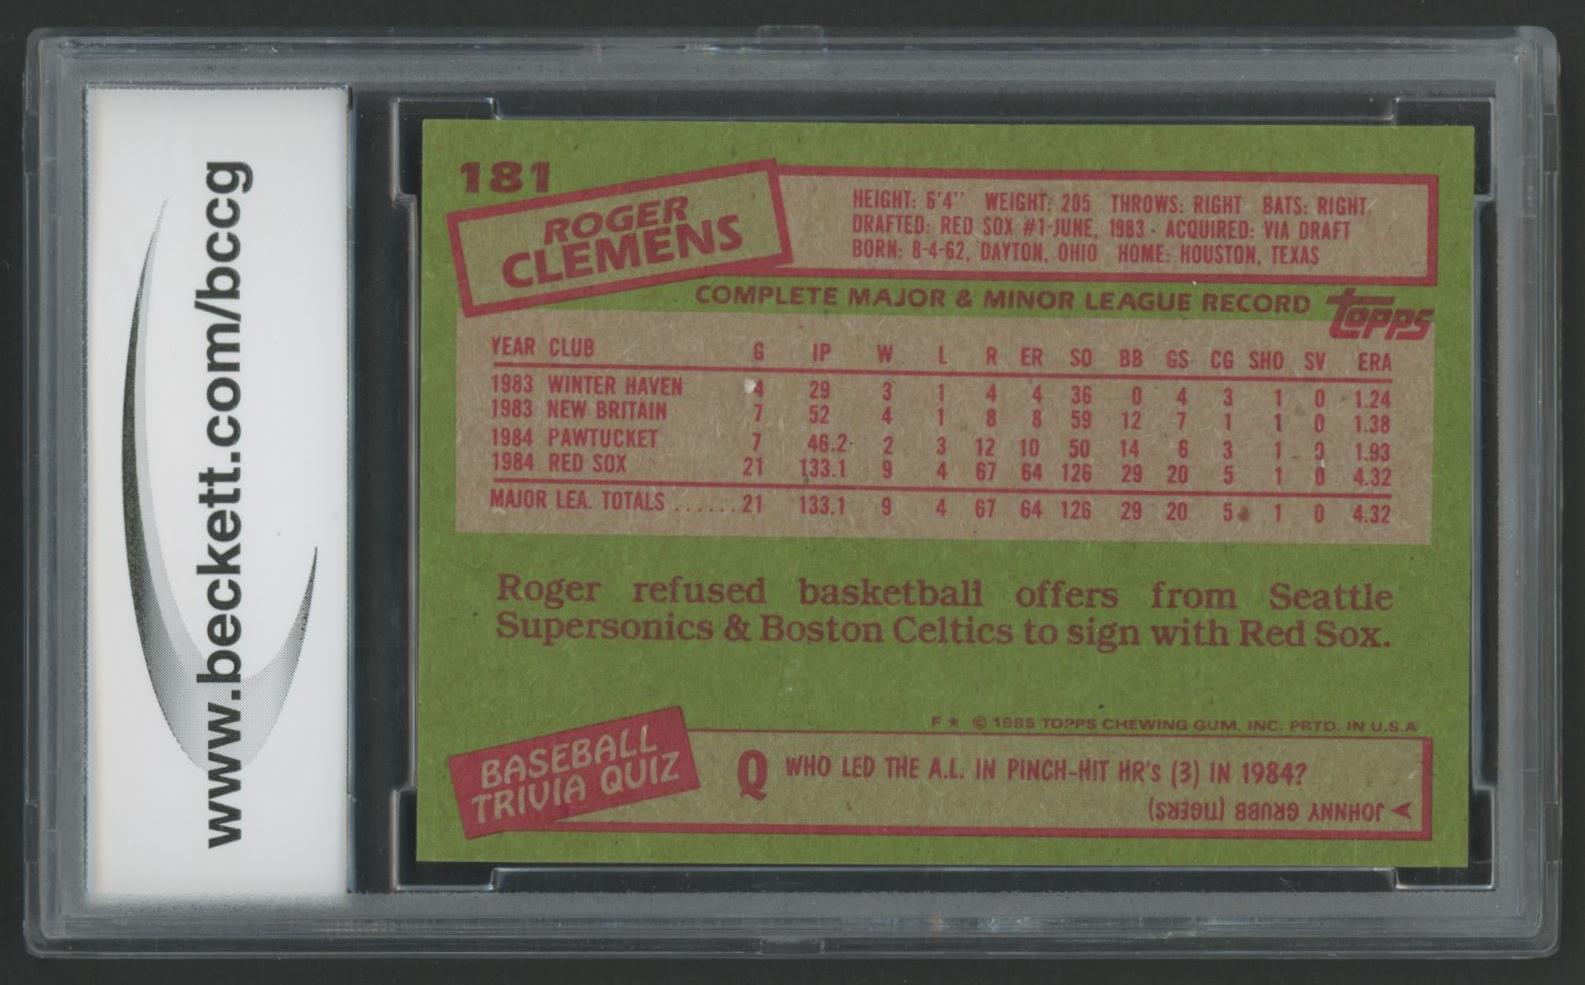 www.beckett.com/bccg
181
ROGER
CLEMENS
HEIGHT: 6'4" WEIGHT: 205 THROWS: RIGHT BATS: RIGHT
DRAFTED: RED SOX #1-JUNE, 1983 - ACQUIRED: VIA DRAFT
BORN: 8-4-62, DAYTON, OHIO HOME: HOUSTON, TEXAS
COMPLETE MAJOR & MINOR LEAGUE RECORD
topps
YEAR CLUB G IP W L R ER SO BB GS CG SHO SV ERA
1983 WINTER HAVEN 4 29 3 1 4 4 36 0 4 3 1 0 1.24
1983 NEW BRITAIN 7 52 4 1 8 8 59 12 7 1 1 0 1.38
1984 PAWTUCKET 7 46.2 2 3 12 10 50 14 6 3 1 0 1.93
1984 RED SOX 21 133.1 9 4 67 64 126 29 20 5 1 0 4.32
MAJOR LEA. TOTALS ......21 133.1 9 4 67 64 126 29 20 5 1 0 4.32
Roger refused basketball offers from Seattle
Supersonics & Boston Celtics to sign with Red Sox.
F * © 1985 TOPPS CHEWING GUM, INC. PRTD. IN U.S.A
BASEBALL
TRIVIA QUIZ
Q WHO LED THE A.L. IN PINCH-HIT HR's (3) IN 1984?
JOHNNY GRUBB (TIGERS)